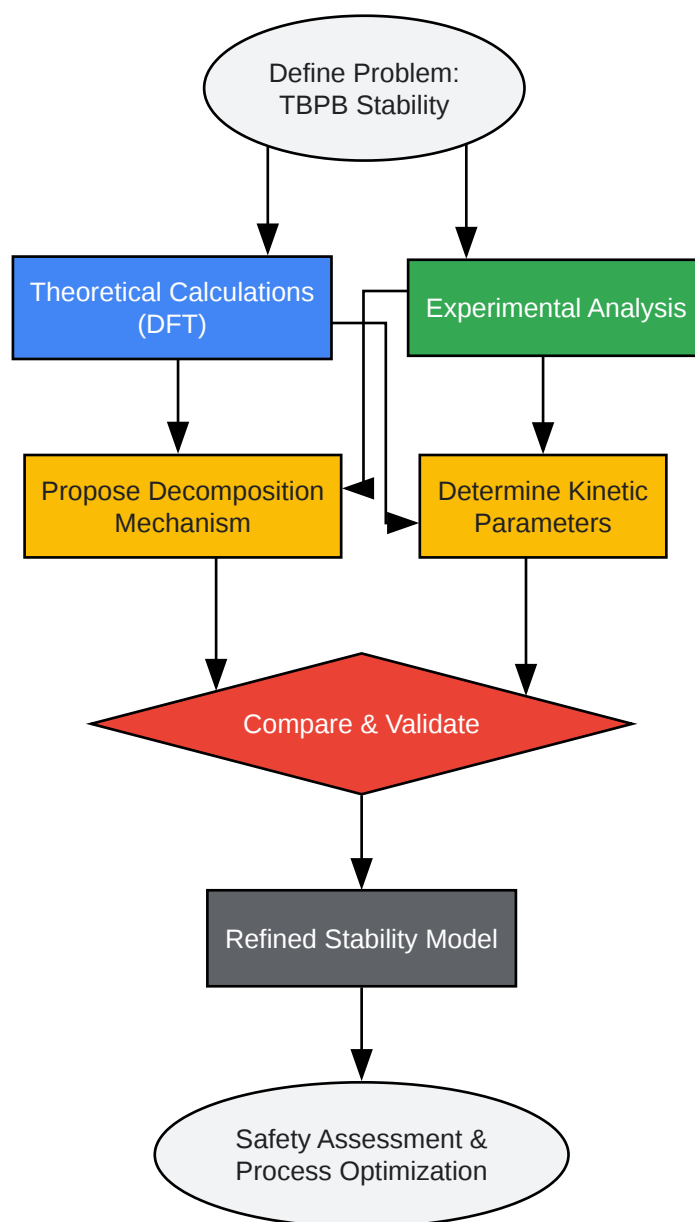 Define Problem:
TBPB Stability
Theoretical Calculations
(DFT)
Experimental Analysis
Propose Decomposition
Mechanism
Determine Kinetic
Parameters
Compare & Validate
Refined Stability Model
Safety Assessment &
Process Optimization